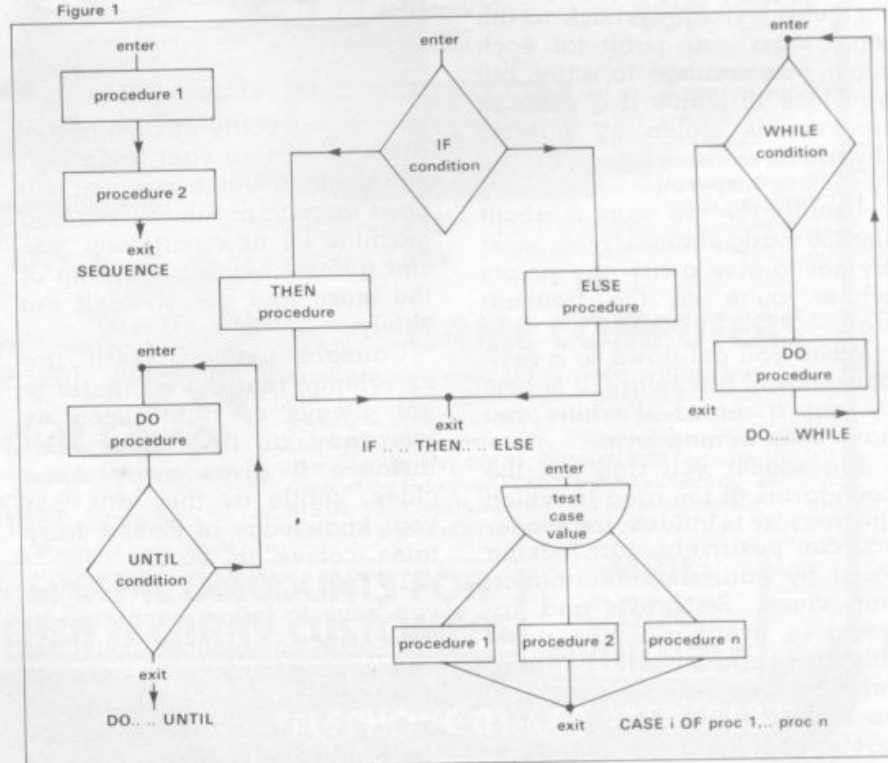 Figure 1
enter
procedure 1
procedure 2
exit
SEQUENCE
enter
IF
condition
THEN
procedure
ELSE
procedure
exit
IF .. .. THEN.. .. ELSE
enter
WHILE
condition
DO
procedure
exit
DO.. .. WHILE
enter
DO
procedure
UNTIL
condition
exit
DO.. .. UNTIL
enter
test
case
value
procedure 1
procedure 2
procedure n
exit
CASE i OF proc 1,.. proc n